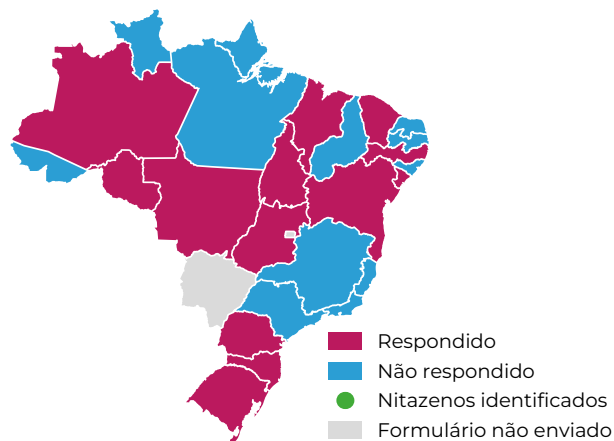 Respondido
Não respondido
Nitazenos identificados
Formulário não enviado